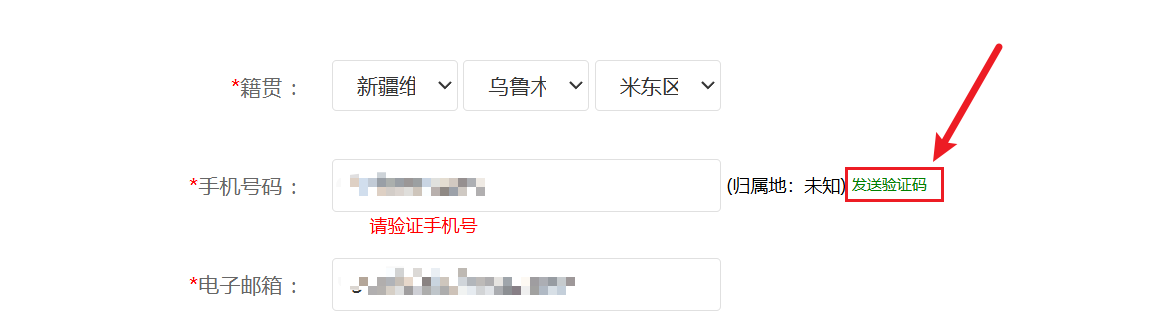 *籍贯： 新疆维 乌鲁木 米东区
*手机号码： (归属地：未知) 发送验证码
请验证手机号
*电子邮箱：